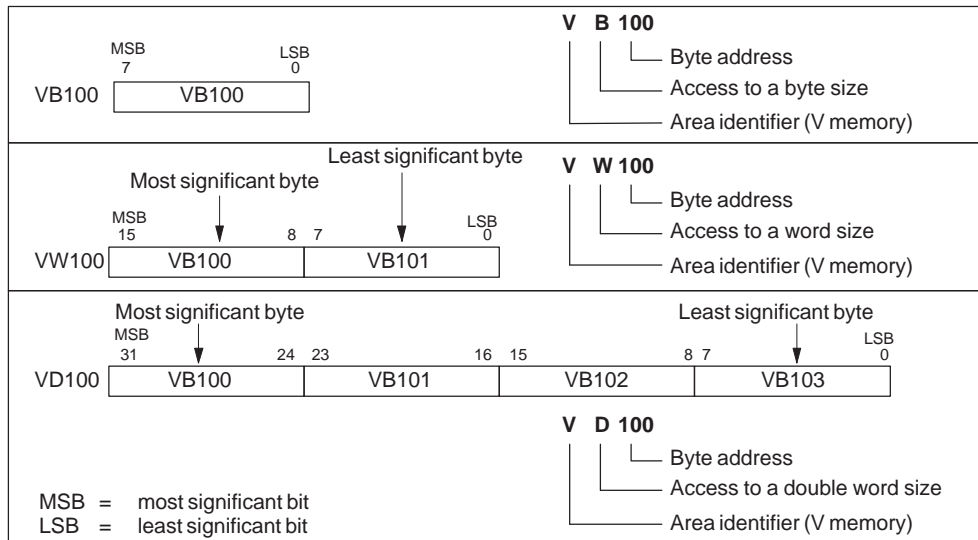 V B 100
MSB LSB
7 0
Byte address
VB100 VB100
Access to a byte size
Area identifier (V memory)
Least significant byte
Most significant byte
V W 100
MSB LSB
15 8 7 0
Byte address
VW100 VB100 VB101
Access to a word size
Area identifier (V memory)
Most significant byte Least significant byte
MSB LSB
31 24 23 16 15 8 7 0
VD100 VB100 VB101 VB102 VB103
V D 100
Byte address
Access to a double word size
Area identifier (V memory)
MSB = most significant bit
LSB = least significant bit